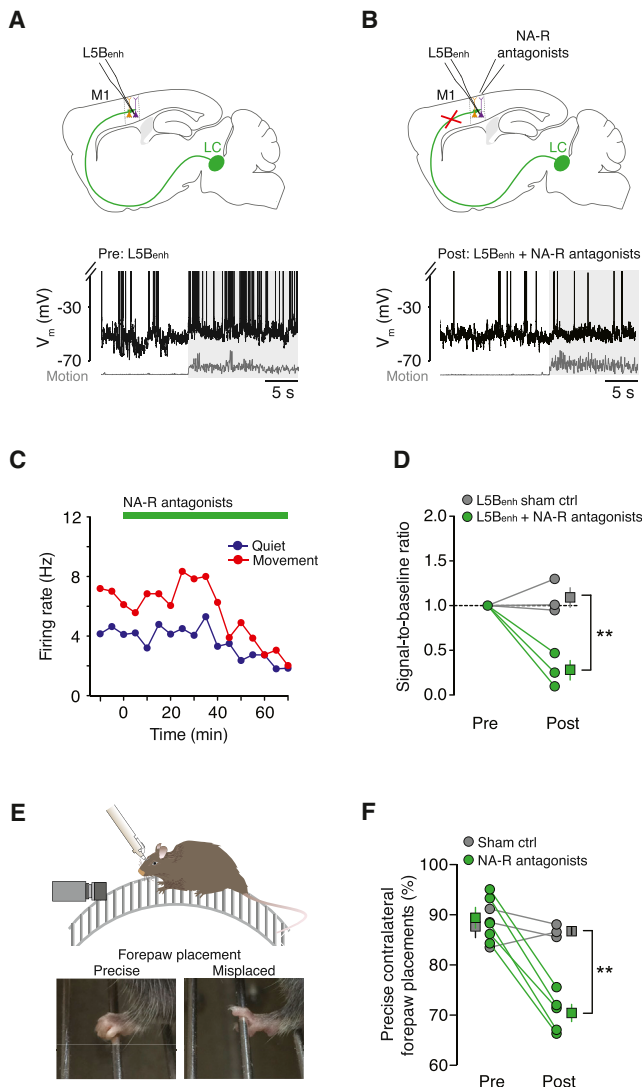 A
L5Benh
M1
LC
Pre: L5Benh
-30
Vm (mV)
-70
Motion
5 s
B
NA-R
antagonists
L5Benh
M1
LC
Post: L5Benh + NA-R antagonists
-30
Vm (mV)
-70
Motion
5 s
C
NA-R antagonists
12
8
4
0
Firing rate (Hz)
Quiet
Movement
0 20 40 60
Time (min)
D
L5Benh sham ctrl
L5Benh + NA-R antagonists
2.0
1.5
1.0
0.5
0.0
Signal-to-baseline ratio
**
Pre Post
E
Forepaw placement
Precise Misplaced
F
Sham ctrl
NA-R antagonists
100
90
80
70
60
Precise contralateral
forepaw placements (%)
**
Pre Post